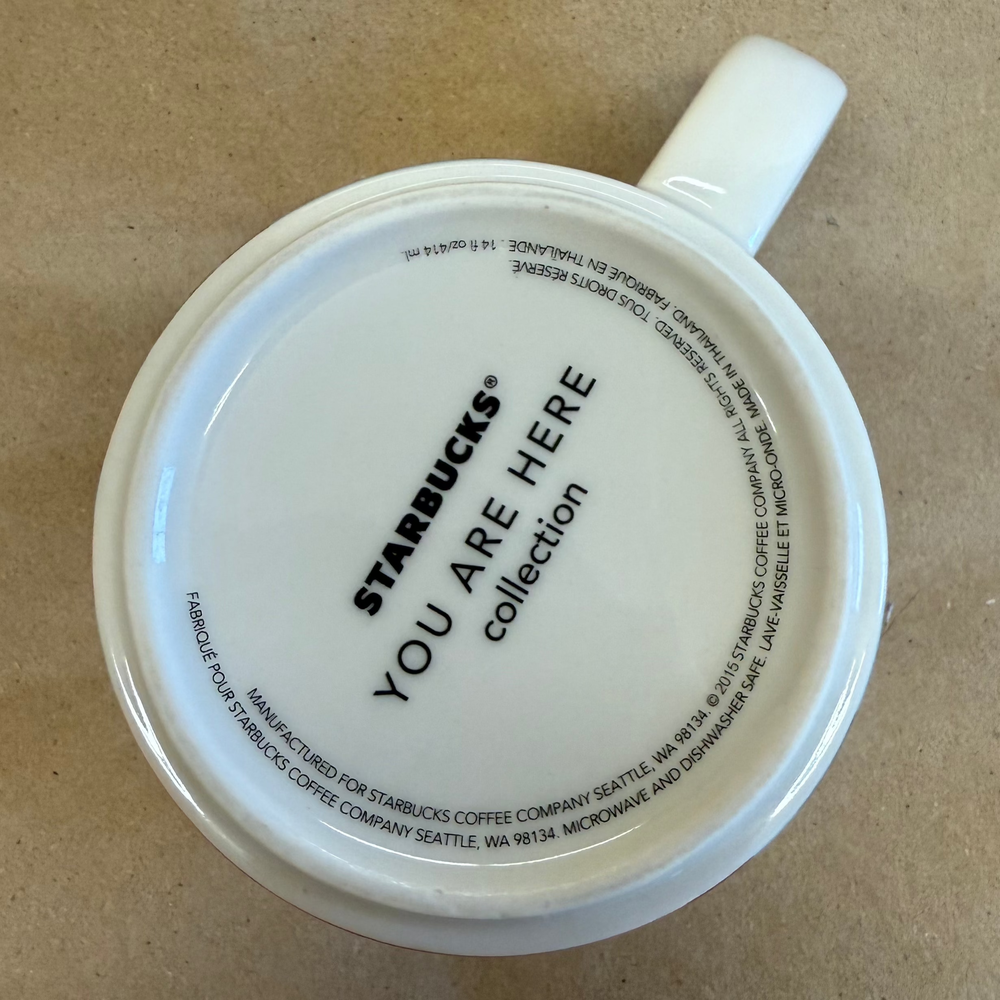 STARBUCKS®
YOU ARE HERE
collection
MANUFACTURED FOR STARBUCKS COFFEE COMPANY SEATTLE, WA 98134. © 2015 STARBUCKS COFFEE COMPANY ALL RIGHTS RESERVED. TOUS DROITS RÉSERVÉ.
FABRIQUÉ POUR STARBUCKS COFFEE COMPANY SEATTLE, WA 98134. MICROWAVE AND DISHWASHER SAFE. LAVE-VAISSELLE ET MICRO-ONDE. MADE IN THAILAND. FABRIQUÉ EN THAÏLANDE. 14 fl oz/414 mL